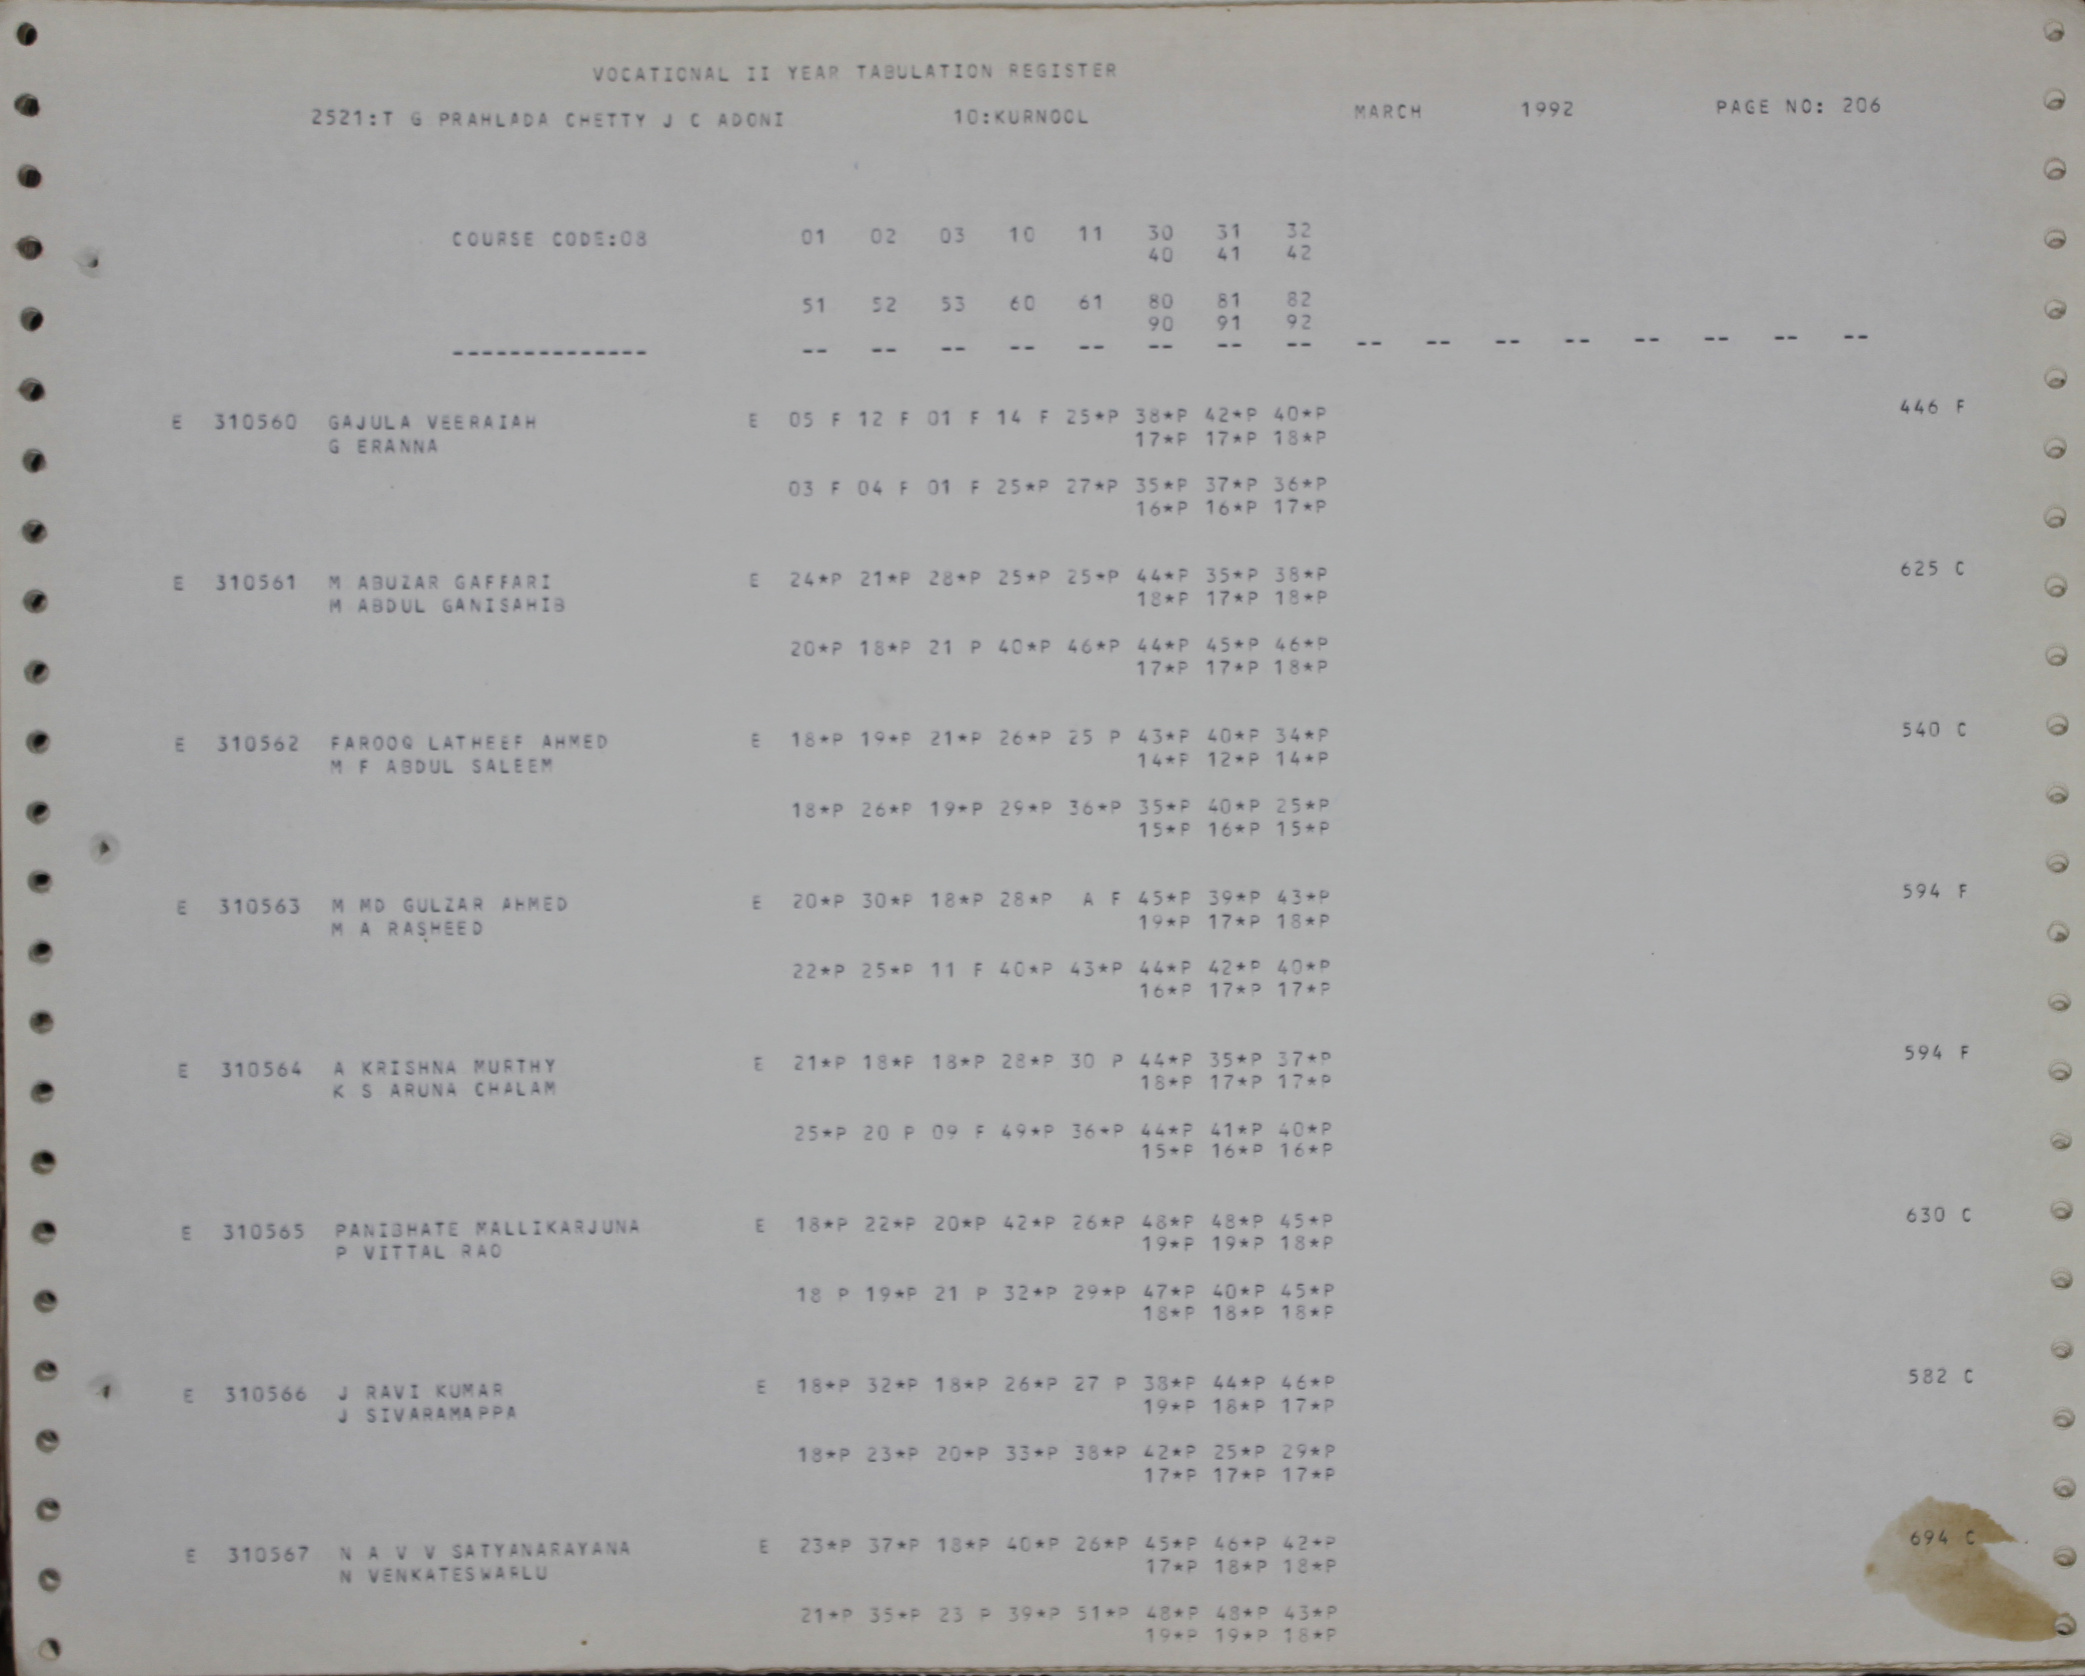 VOCATIONAL II YEAR TABULATION REGISTER
2521:T G PRAHLADA CHETTY J C ADONI 10:KURNOOL MARCH 1992 PAGE NO: 206
COURSE CODE:08 01 02 03 10 11 30 31 32
40 41 42
51 52 53 60 61 80 81 82
90 91 92
-------------- -- -- -- -- -- -- -- -- -- -- -- -- -- -- -- --
E 310560 GAJULA VEERAIAH E 05 F 12 F 01 F 14 F 25*P 38*P 42*P 40*P 446 F
G ERANNA 17*P 17*P 18*P
03 F 04 F 01 F 25*P 27*P 35*P 37*P 36*P
16*P 16*P 17*P
E 310561 M ABUZAR GAFFARI E 24*P 21*P 28*P 25*P 25*P 44*P 35*P 38*P 625 C
M ABDUL GANISAHIB 18*P 17*P 18*P
20*P 18*P 21 P 40*P 46*P 44*P 45*P 46*P
17*P 17*P 18*P
E 310562 FAROOQ LATHEEF AHMED E 18*P 19*P 21*P 26*P 25 P 43*P 40*P 34*P 540 C
M F ABDUL SALEEM 14*P 12*P 14*P
18*P 26*P 19*P 29*P 36*P 35*P 40*P 25*P
15*P 16*P 15*P
E 310563 M MD GULZAR AHMED E 20*P 30*P 18*P 28*P A F 45*P 39*P 43*P 594 F
M A RASHEED 19*P 17*P 18*P
22*P 25*P 11 F 40*P 43*P 44*P 42*P 40*P
16*P 17*P 17*P
E 310564 A KRISHNA MURTHY E 21*P 18*P 18*P 28*P 30 P 44*P 35*P 37*P 594 F
K S ARUNA CHALAM 18*P 17*P 17*P
25*P 20 P 09 F 49*P 36*P 44*P 41*P 40*P
15*P 16*P 16*P
E 310565 PANIBHATE MALLIKARJUNA E 18*P 22*P 20*P 42*P 26*P 48*P 48*P 45*P 630 C
P VITTAL RAO 19*P 19*P 18*P
18 P 19*P 21 P 32*P 29*P 47*P 40*P 45*P
18*P 18*P 18*P
E 310566 J RAVI KUMAR E 18*P 32*P 18*P 26*P 27 P 38*P 44*P 46*P 582 C
J SIVARAMAPPA 19*P 18*P 17*P
18*P 23*P 20*P 33*P 38*P 42*P 25*P 29*P
17*P 17*P 17*P
E 310567 N A V V SATYANARAYANA E 23*P 37*P 18*P 40*P 26*P 45*P 46*P 42*P 694 C
N VENKATESWARLU 17*P 18*P 18*P
21*P 35*P 23 P 39*P 51*P 48*P 48*P 43*P
19*P 19*P 18*P